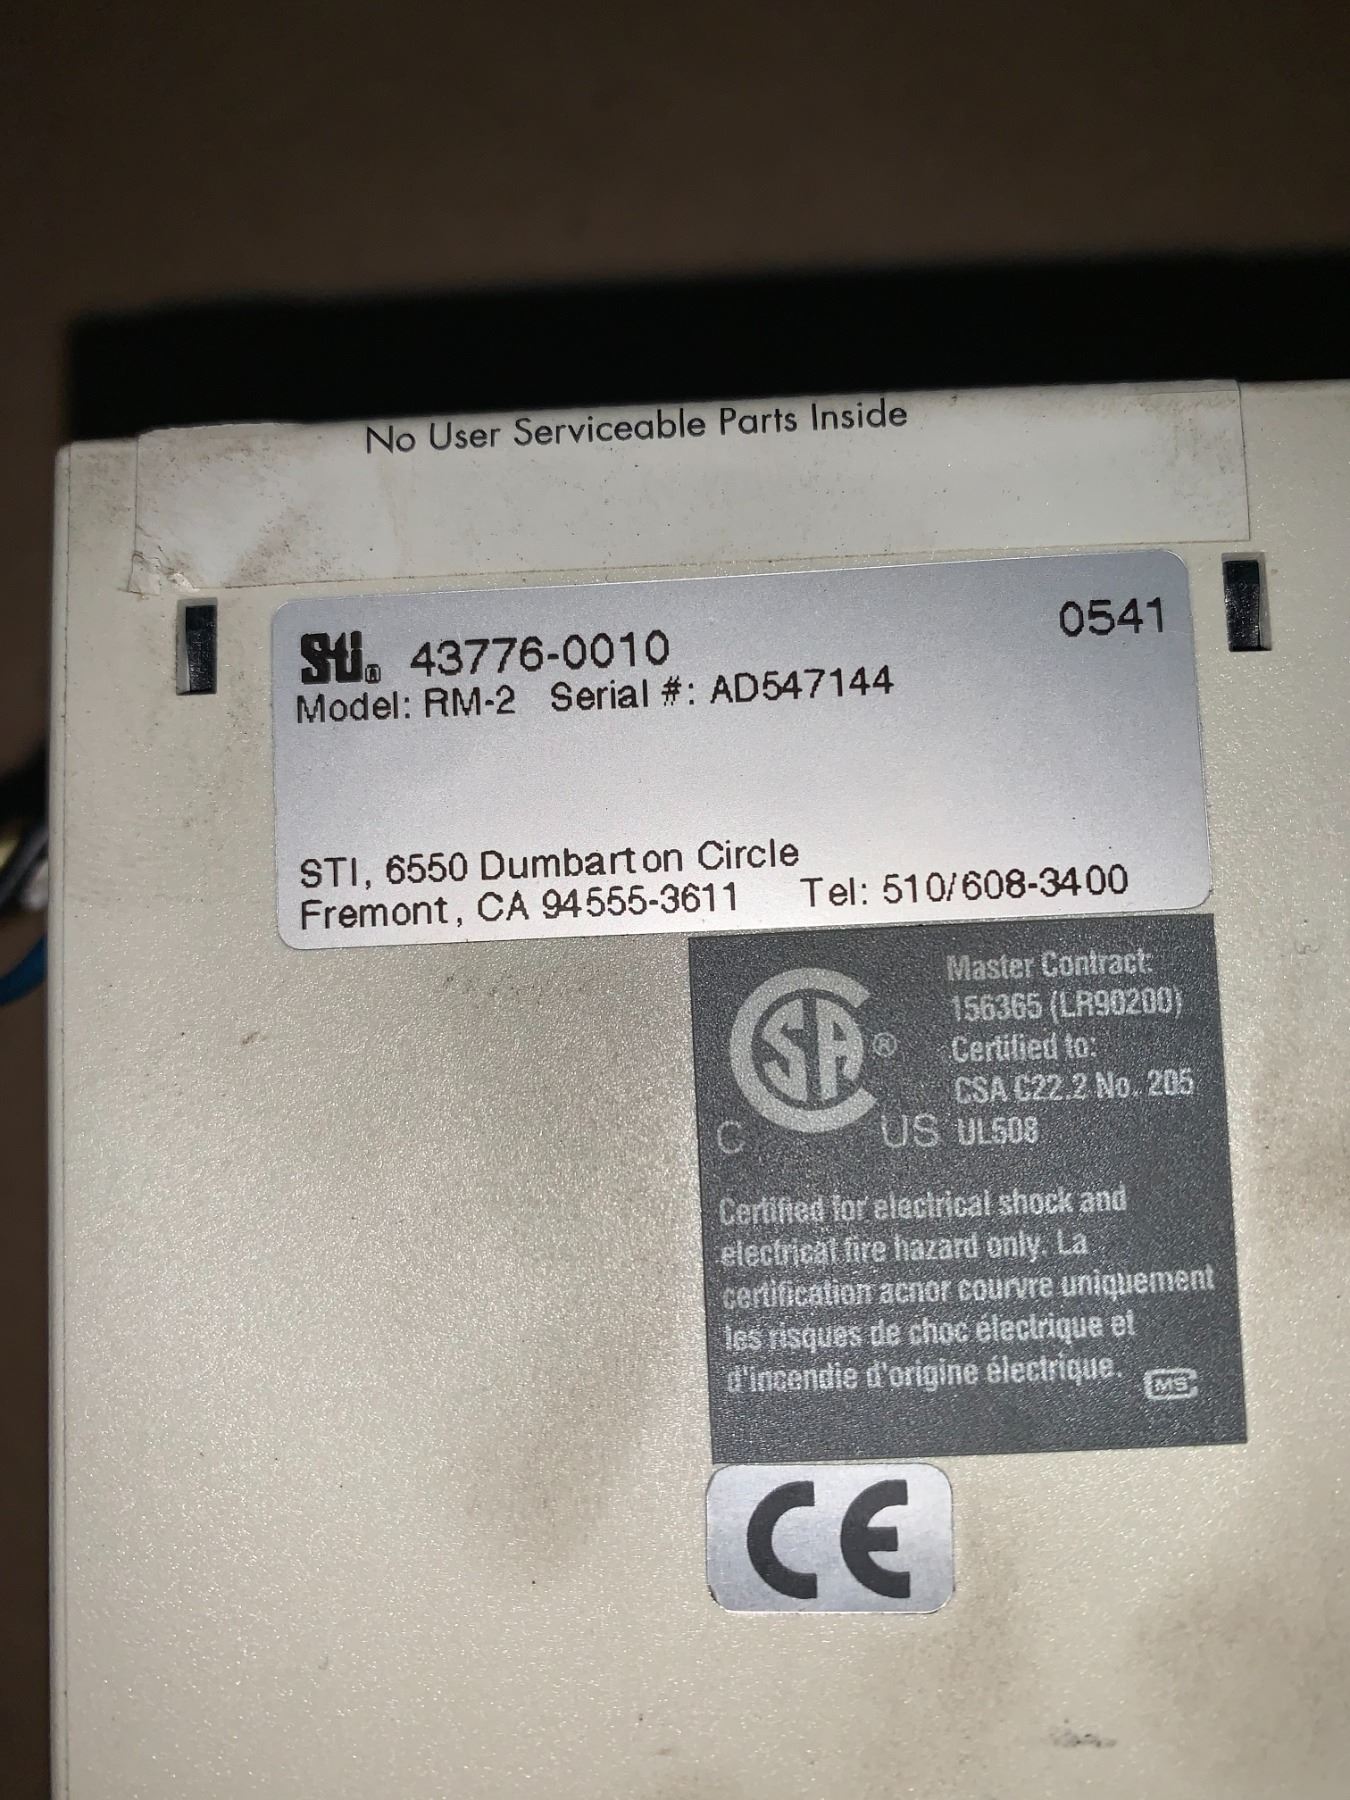 No User Serviceable Parts Inside
Sti® 43776-0010 0541
Model: RM-2 Serial #: AD547144
STI, 6550 Dumbarton Circle
Fremont, CA 94555-3611 Tel: 510/608-3400
Master Contract:
156365 (LR90200)
Certified to:
CSA C22.2 No. 205
UL508
CSA®
C US
Certified for electrical shock and
electrical fire hazard only. La
certification acnor courvre uniquement
les risques de choc électrique et
d'incendie d'origine électrique.
MS
CE